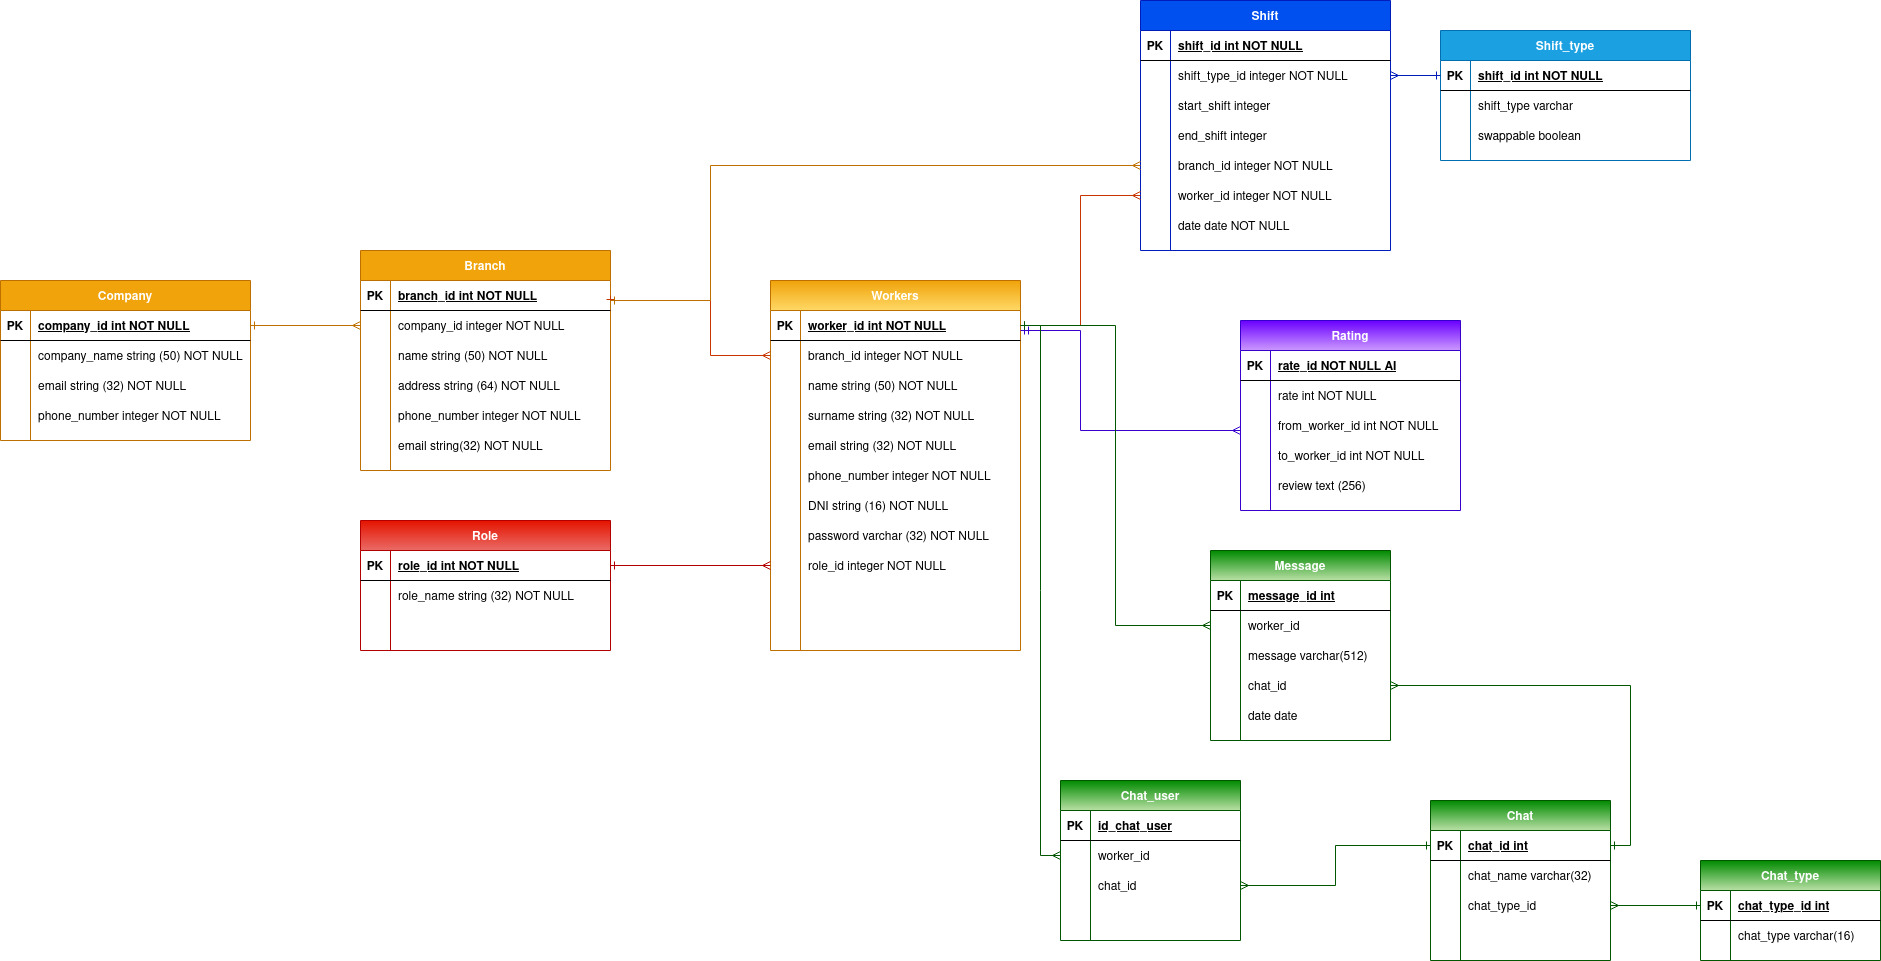 Shift
PK shift_id int NOT NULL
shift_type_id integer NOT NULL
start_shift integer
end_shift integer
branch_id integer NOT NULL
worker_id integer NOT NULL
date date NOT NULL
Shift_type
PK shift_id int NOT NULL
shift_type varchar
swappable boolean
Company
PK company_id int NOT NULL
company_name string (50) NOT NULL
email string (32) NOT NULL
phone_number integer NOT NULL
Branch
PK branch_id int NOT NULL
company_id integer NOT NULL
name string (50) NOT NULL
address string (64) NOT NULL
phone_number integer NOT NULL
email string(32) NOT NULL
Workers
PK worker_id int NOT NULL
branch_id integer NOT NULL
name string (50) NOT NULL
surname string (32) NOT NULL
email string (32) NOT NULL
phone_number integer NOT NULL
DNI string (16) NOT NULL
password varchar (32) NOT NULL
role_id integer NOT NULL
Rating
PK rate_id NOT NULL AI
rate int NOT NULL
from_worker_id int NOT NULL
to_worker_id int NOT NULL
review text (256)
Role
PK role_id int NOT NULL
role_name string (32) NOT NULL
Message
PK message_id int
worker_id
message varchar(512)
chat_id
date date
Chat_user
PK id_chat_user
worker_id
chat_id
Chat
PK chat_id int
chat_name varchar(32)
chat_type_id
Chat_type
PK chat_type_id int
chat_type varchar(16)